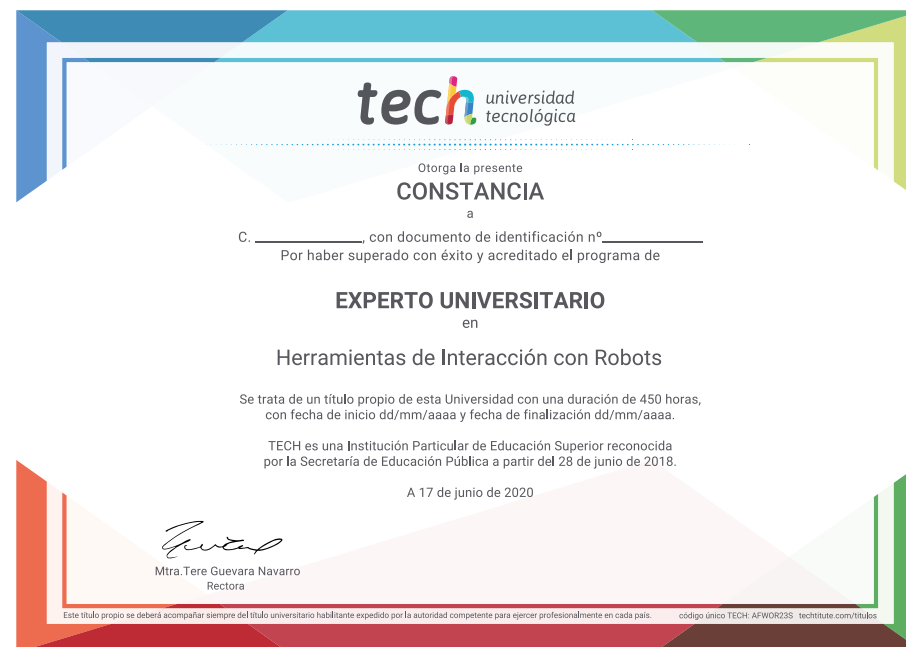 tech universidad
tecnológica
Otorga la presente
CONSTANCIA
a
C. ______________, con documento de identificación nº______________
Por haber superado con éxito y acreditado el programa de
EXPERTO UNIVERSITARIO
en
Herramientas de Interacción con Robots
Se trata de un título propio de esta Universidad con una duración de 450 horas,
con fecha de inicio dd/mm/aaaa y fecha de finalización dd/mm/aaaa.
TECH es una Institución Particular de Educación Superior reconocida
por la Secretaría de Educación Pública a partir del 28 de junio de 2018.
A 17 de junio de 2020
Mtra.Tere Guevara Navarro
Rectora
Este título propio se deberá acompañar siempre del título universitario habilitante expedido por la autoridad competente para ejercer profesionalmente en cada país. código único TECH: AFWOR23S techtitute.com/titulos